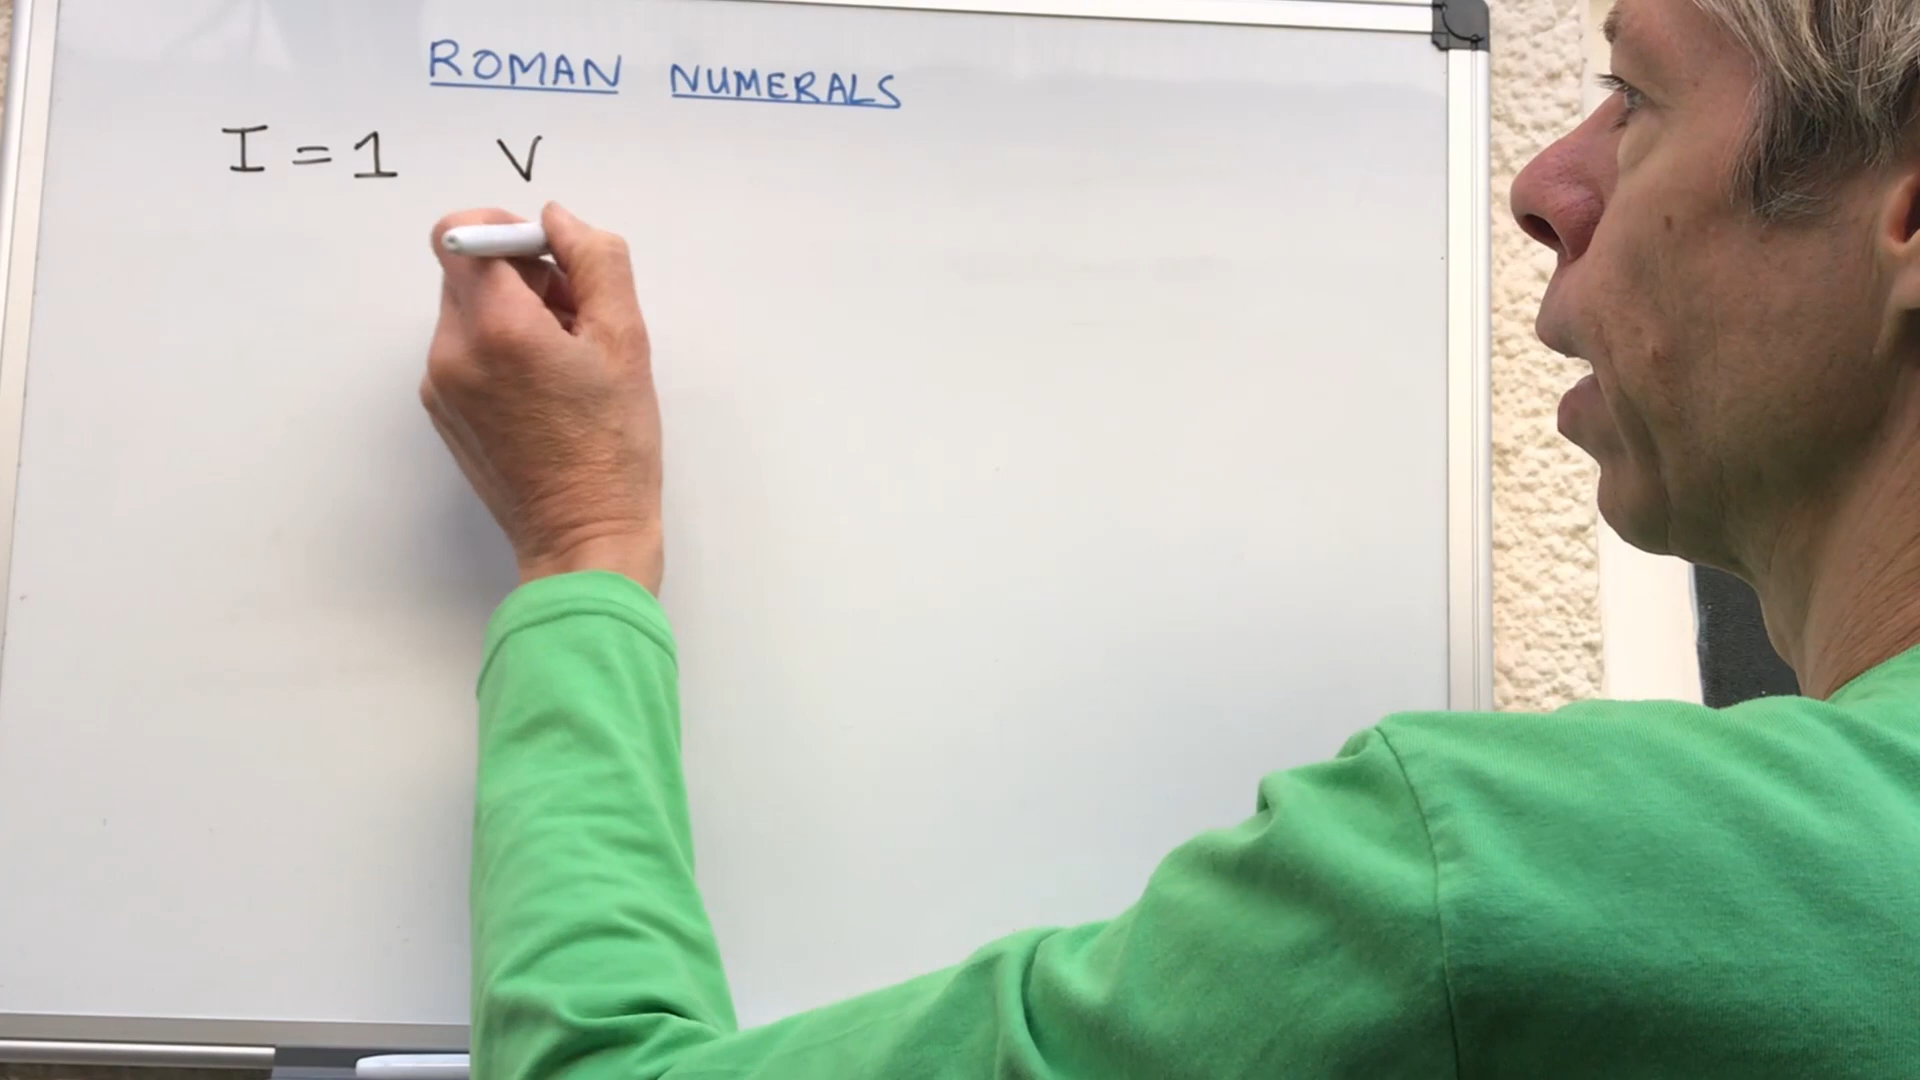 ROMAN NUMERALS
I = 1 V